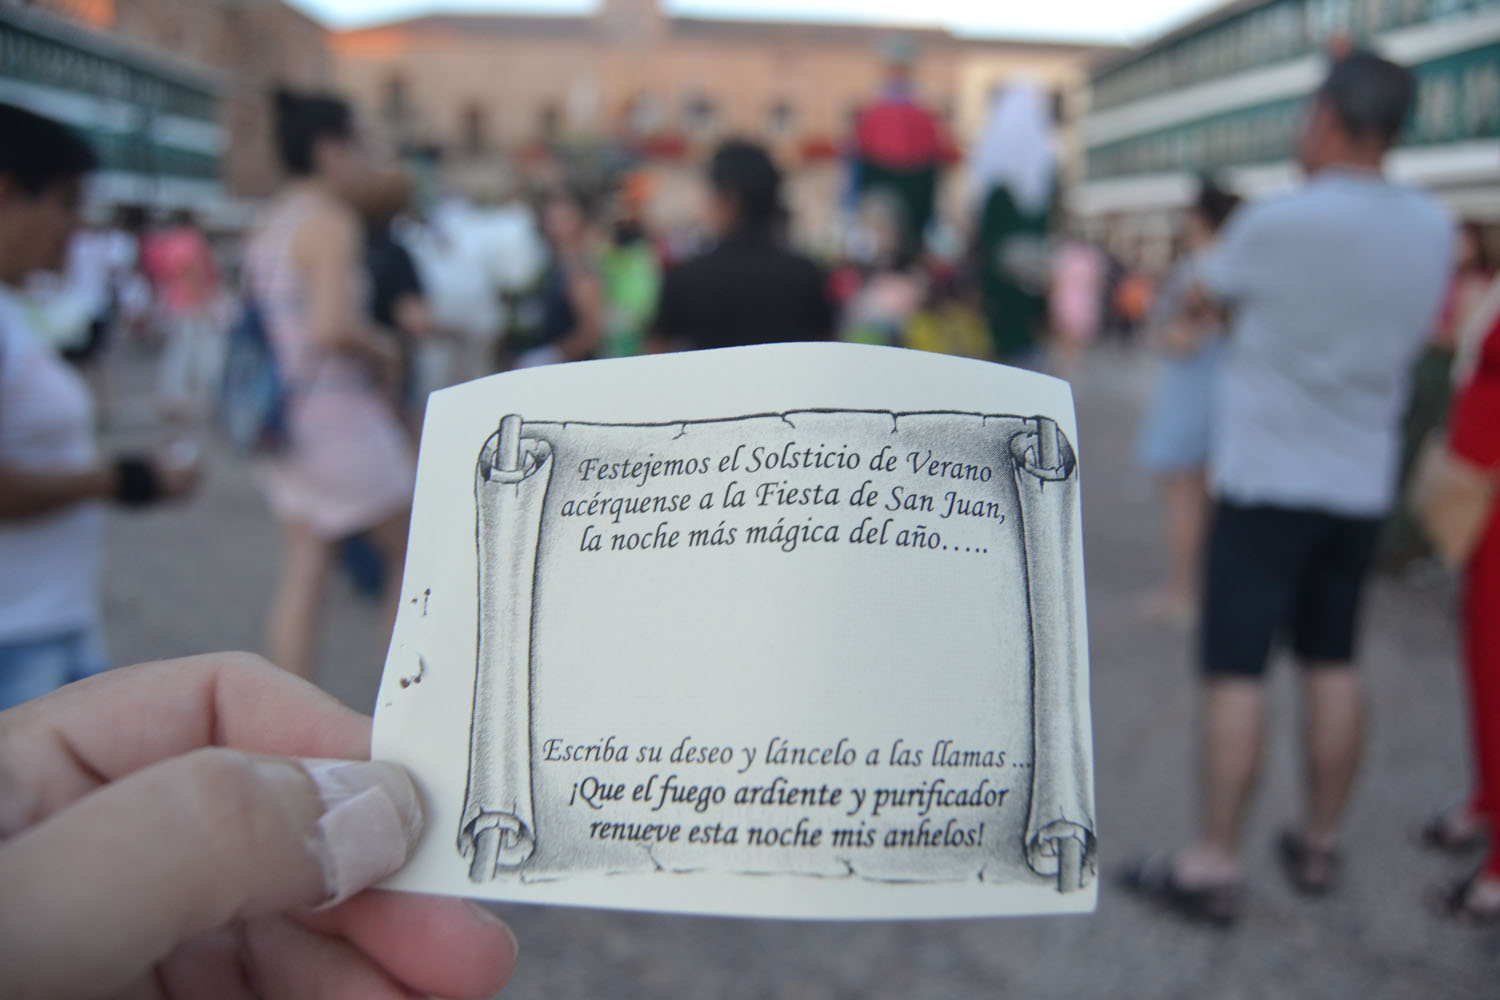 Festejemos el Solsticio de Verano
acérquense a la Fiesta de San Juan,
la noche más mágica del año.....
Escriba su deseo y láncelo a las llamas ...
¡Que el fuego ardiente y purificador
renueve esta noche mis anhelos!